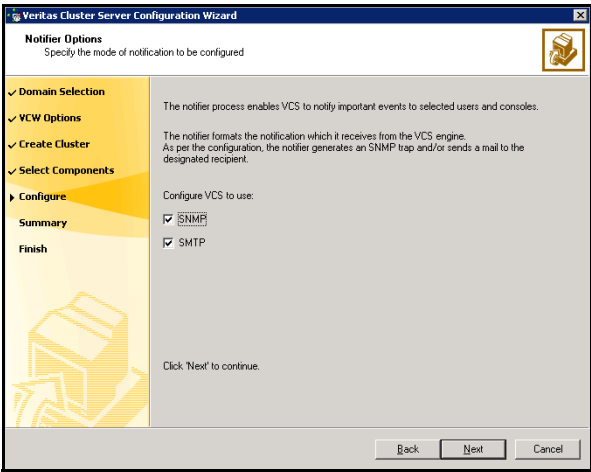 Veritas Cluster Server Configuration Wizard
Notifier Options
Specify the mode of notification to be configured
Domain Selection
VCW Options
Create Cluster
Select Components
Configure
Summary
Finish
The notifier process enables VCS to notify important events to selected users and consoles.
The notifier formats the notification which it receives from the VCS engine.
As per the configuration, the notifier generates an SNMP trap and/or sends a mail to the
designated recipient.
Configure VCS to use:
SNMP
SMTP
Click 'Next' to continue.
Back
Next
Cancel